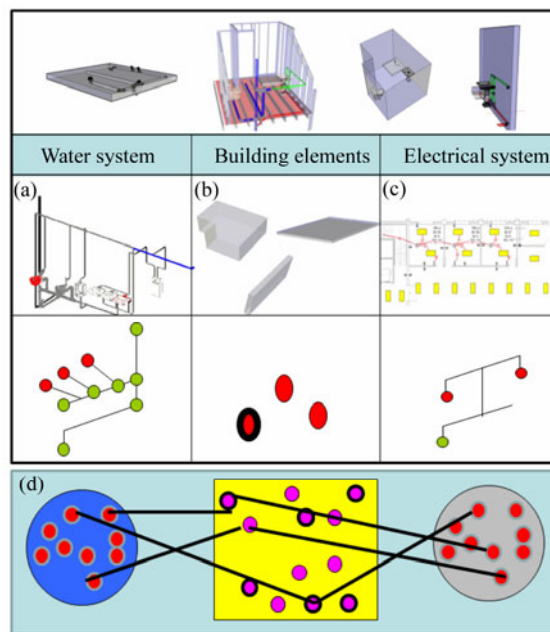 Water system
Building elements
Electrical system
(a)
(b)
(c)
(d)